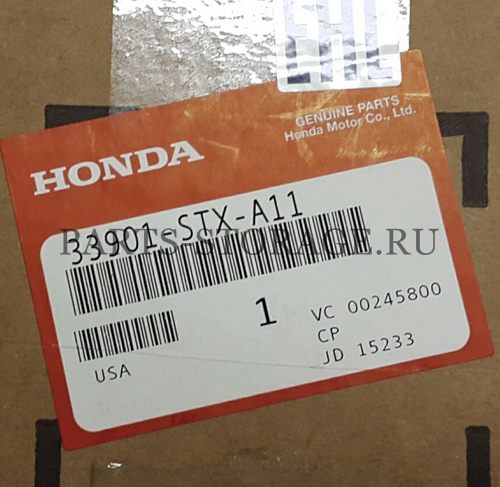 GENUINE PARTS
Honda Motor Co., Ltd.
HONDA
33901-STX-A11
PARTS-STORAGE.RU
1
VC 00245800
CP
JD 15233
USA